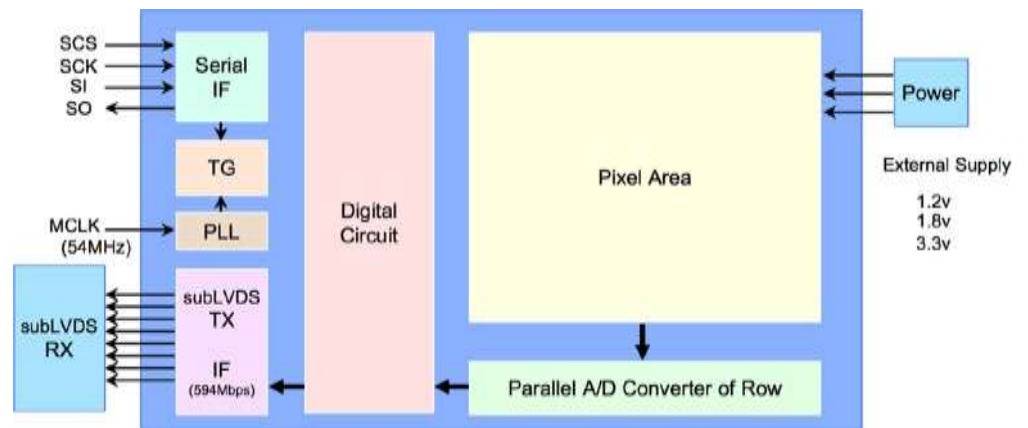 SCS
SCK
SI
SO
Serial
IF
TG
MCLK
(54MHz)
PLL
subLVDS
RX
subLVDS
TX
IF
(594Mbps)
Digital
Circuit
Pixel Area
Parallel A/D Converter of Row
Power
External Supply
1.2v
1.8v
3.3v